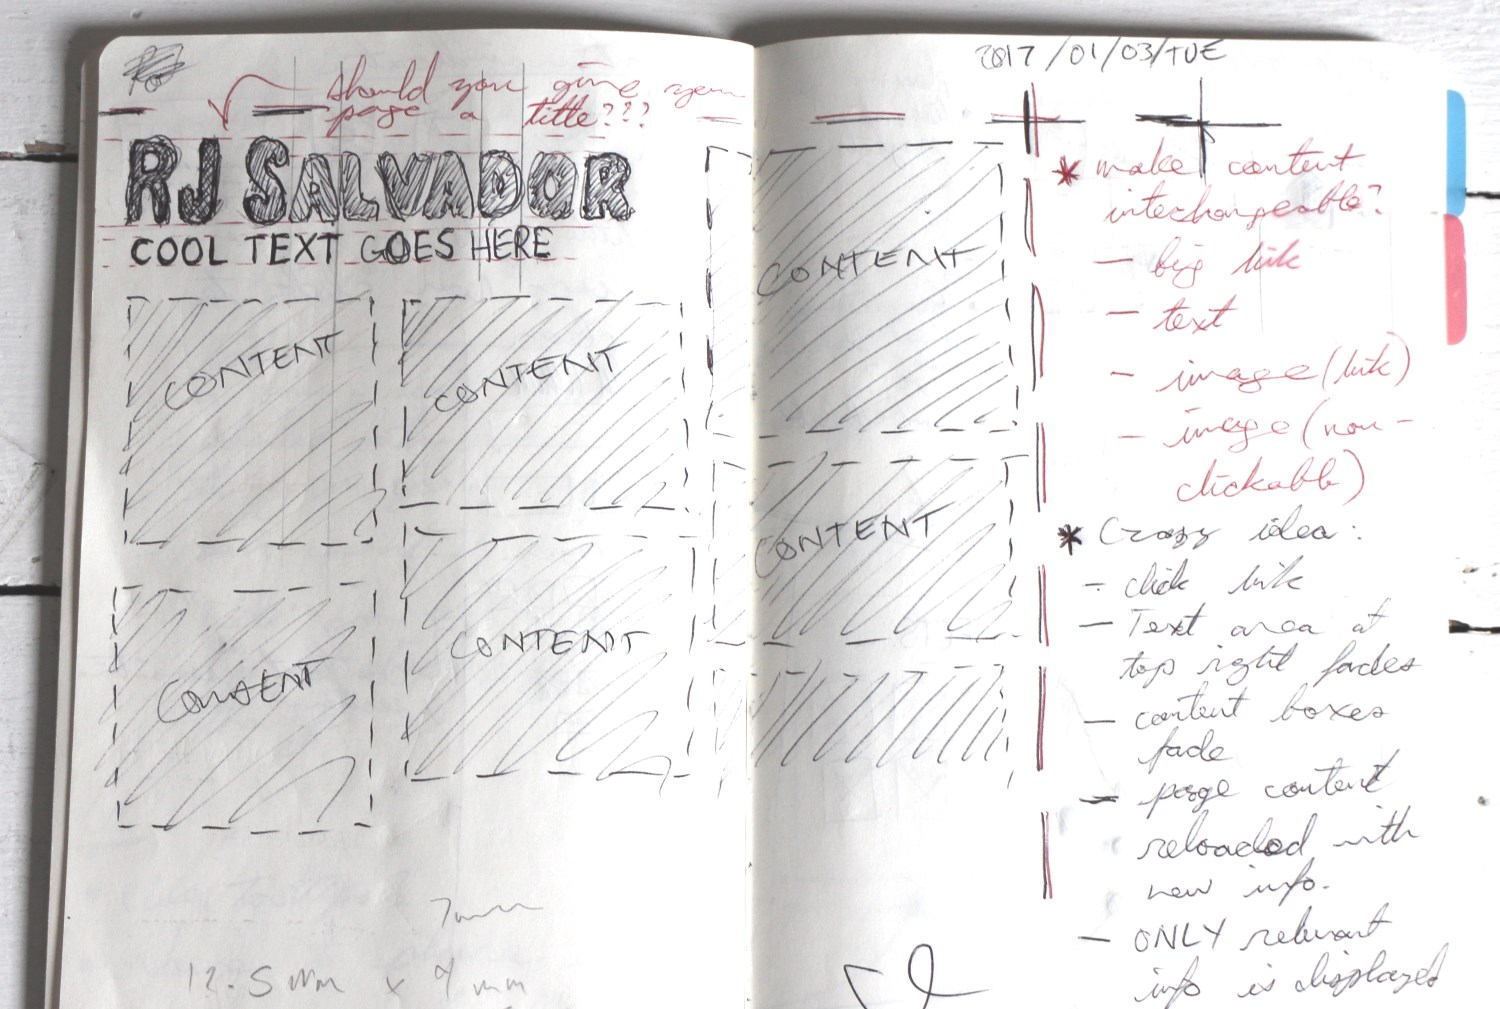 should you give your
page a title???
RJ SALVADOR
COOL TEXT GOES HERE
CONTENT
CONTENT
CONTENT
CONTENT
7mm
12.5mm x 9mm
2017/01/03/TUE
CONTENT
CONTENT
* make content
interchangeable?
- big link
- text
- image (link)
- image (non-
clickable)
* Crazy idea:
- click link
- Text area at
top right fades
- content boxes
fade
- page content
reloaded with
new info.
- ONLY relevant
info is displayed